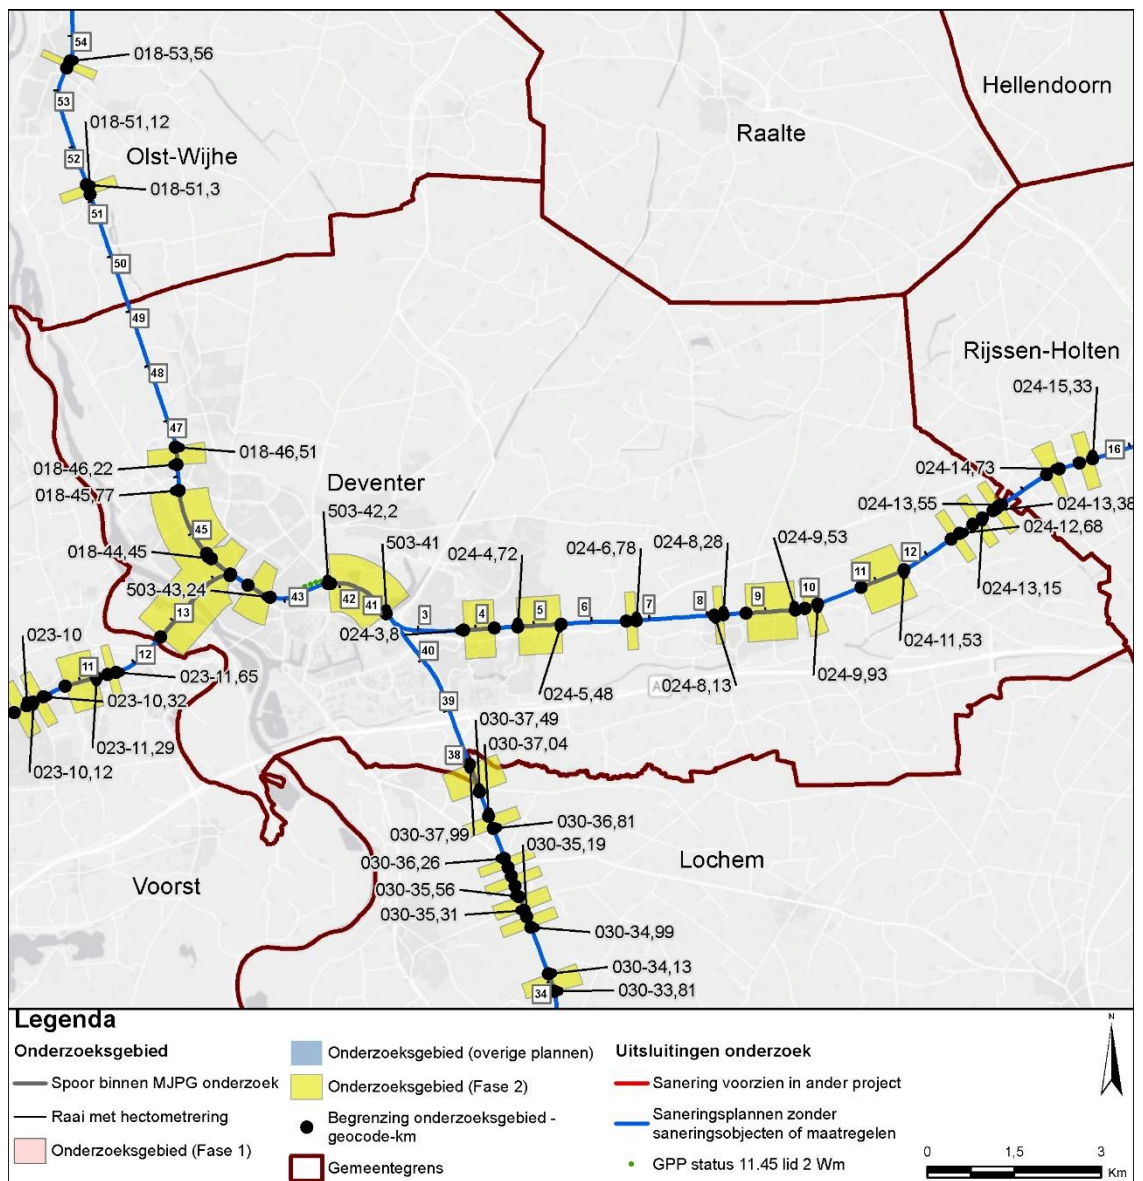 54
018-53,56
Hellendoorn
53
018-51,12
Raalte
52
Olst-Wijhe
018-51,3
51
50
49
48
Rijssen-Holten
024-15,33
47
018-46,51
16
018-46,22
024-14,73
018-45,77
Deventer
503-42,2
024-13,55
024-13,38
45
503-41
024-4,72
024-6,78
024-8,28
024-9,53
024-12,68
018-44,45
12
11
024-13,15
503-43,24
43
42
41
3
4
5
6
7
8
9
10
13
024-3,8
023-10
12
40
024-11,53
11
023-11,65
024-5,48
024-8,13
024-9,93
39
A
023-10,32
030-37,49
023-11,29
030-37,04
38
023-10,12
030-37,99
030-36,81
030-35,19
030-36,26
Lochem
Voorst
030-35,56
030-35,31
030-34,99
030-34,13
34
030-33,81
Legenda
Onderzoeksgebied
Spoor binnen MJPG onderzoek
Raai met hectometrering
Onderzoeksgebied (Fase 1)
Onderzoeksgebied (overige plannen)
Onderzoeksgebied (Fase 2)
Begrenzing onderzoeksgebied -
geocode-km
Gemeentegrens
Uitsluitingen onderzoek
Sanering voorzien in ander project
Saneringsplannen zonder
saneringsobjecten of maatregelen
GPP status 11.45 lid 2 Wm
N
0 1,5 3
Km